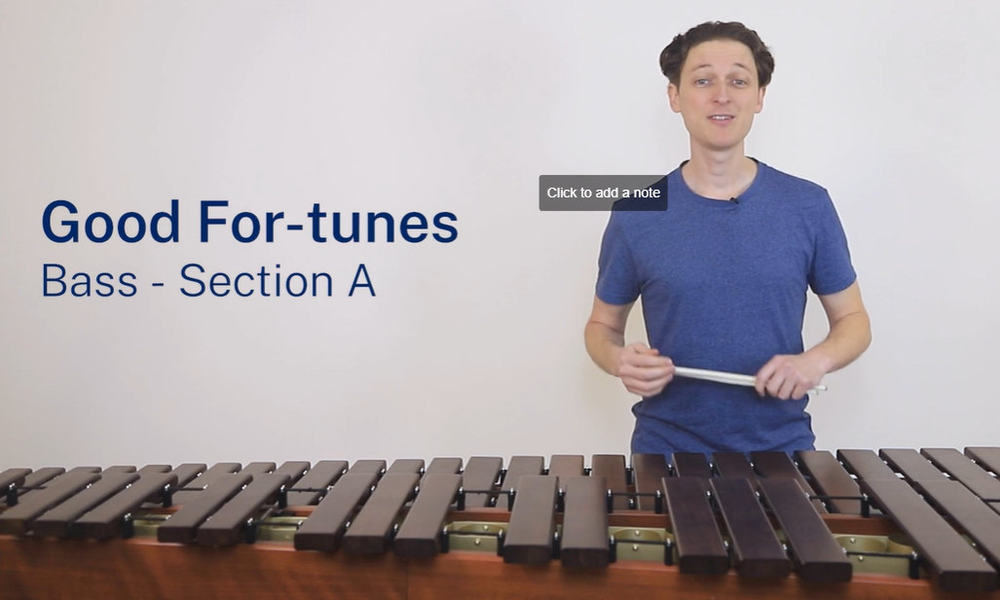 Good For-tunes
Bass - Section A
Click to add a note